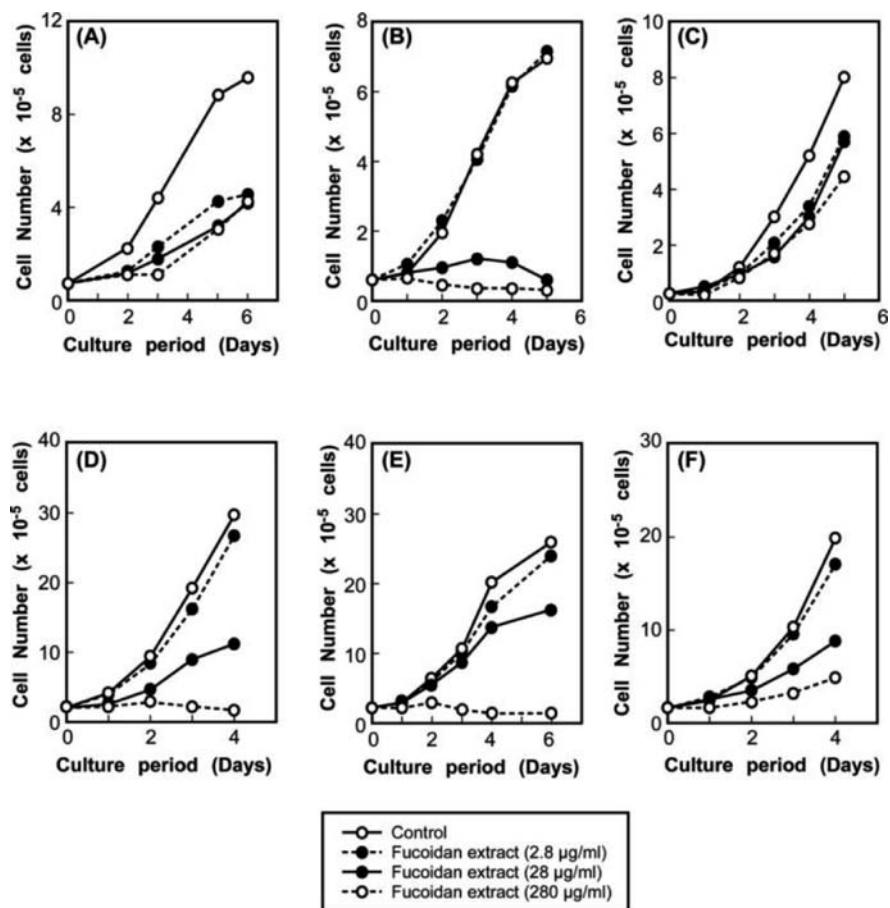 (A)
Cell Number (x 10⁻⁵ cells)
12
8
4
0
0 2 4 6
Culture period (Days)
(B)
Cell Number (x 10⁻⁵ cells)
8
6
4
2
0
0 2 4 6
Culture period (Days)
(C)
Cell Number (x 10⁻⁵ cells)
10
8
6
4
2
0
0 2 4 6
Culture period (Days)
(D)
Cell Number (x 10⁻⁵ cells)
40
30
20
10
0
0 2 4
Culture period (Days)
(E)
Cell Number (x 10⁻⁵ cells)
40
30
20
10
0
0 2 4 6
Culture period (Days)
(F)
Cell Number (x 10⁻⁵ cells)
30
20
10
0
0 2 4
Culture period (Days)
Control
Fucoidan extract (2.8 µg/ml)
Fucoidan extract (28 µg/ml)
Fucoidan extract (280 µg/ml)